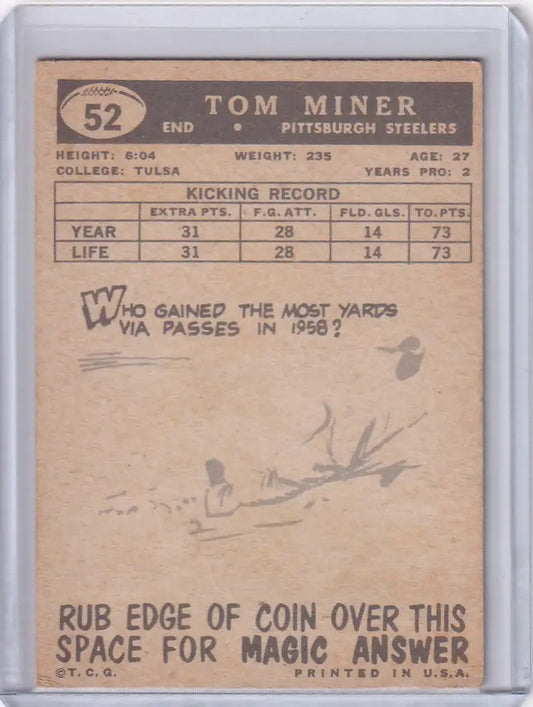 52
TOM MINER
END • PITTSBURGH STEELERS
HEIGHT: 6:04 WEIGHT: 235 AGE: 27
COLLEGE: TULSA YEARS PRO: 2
KICKING RECORD
EXTRA PTS. F.G. ATT. FLD. GLS. TO. PTS.
YEAR 31 28 14 73
LIFE 31 28 14 73
WHO GAINED THE MOST YARDS
VIA PASSES IN 1958?
RUB EDGE OF COIN OVER THIS
SPACE FOR MAGIC ANSWER
©T.C.G. PRINTED IN U.S.A.